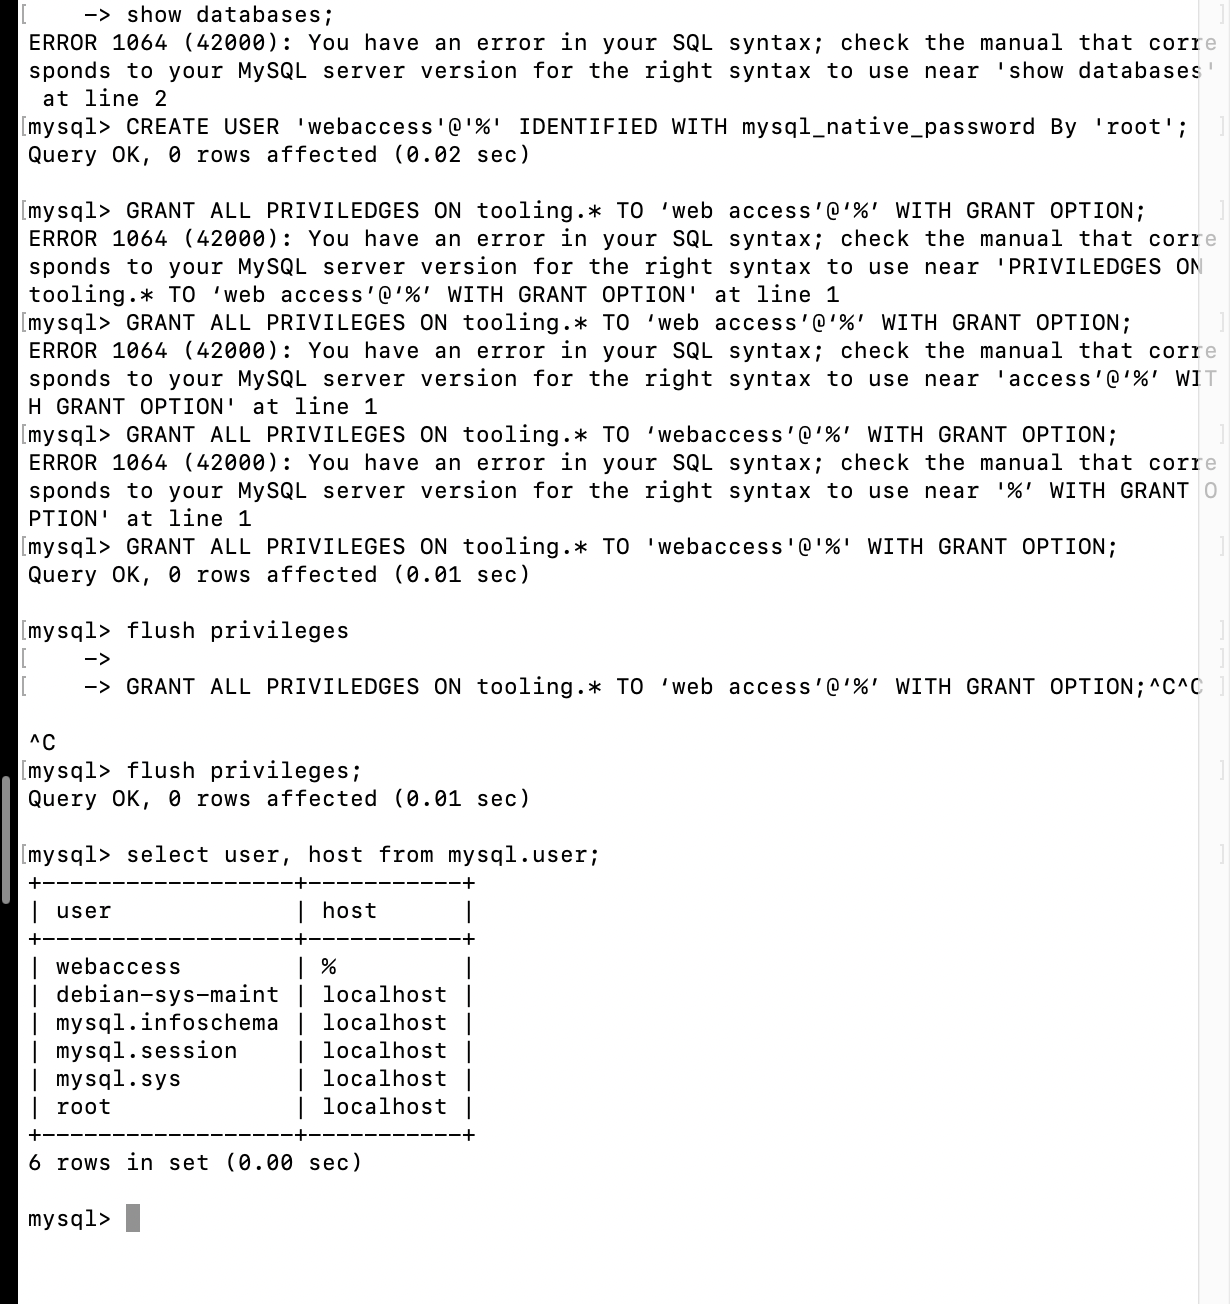 [    -> show databases;
ERROR 1064 (42000): You have an error in your SQL syntax; check the manual that corre
sponds to your MySQL server version for the right syntax to use near 'show databases'
 at line 2
[mysql> CREATE USER 'webaccess'@'%' IDENTIFIED WITH mysql_native_password By 'root'; ]
Query OK, 0 rows affected (0.02 sec)

[mysql> GRANT ALL PRIVILEDGES ON tooling.* TO ‘web access’@‘%’ WITH GRANT OPTION; ]
ERROR 1064 (42000): You have an error in your SQL syntax; check the manual that corre
sponds to your MySQL server version for the right syntax to use near 'PRIVILEDGES ON
tooling.* TO ‘web access’@‘%’ WITH GRANT OPTION' at line 1
[mysql> GRANT ALL PRIVILEGES ON tooling.* TO ‘web access’@‘%’ WITH GRANT OPTION; ]
ERROR 1064 (42000): You have an error in your SQL syntax; check the manual that corre
sponds to your MySQL server version for the right syntax to use near 'access’@‘%’ WIT
H GRANT OPTION' at line 1
[mysql> GRANT ALL PRIVILEGES ON tooling.* TO ‘webaccess’@‘%’ WITH GRANT OPTION; ]
ERROR 1064 (42000): You have an error in your SQL syntax; check the manual that corre
sponds to your MySQL server version for the right syntax to use near '%’ WITH GRANT O
PTION' at line 1
[mysql> GRANT ALL PRIVILEGES ON tooling.* TO 'webaccess'@'%' WITH GRANT OPTION; ]
Query OK, 0 rows affected (0.01 sec)

[mysql> flush privileges ]
[    -> ]
[    -> GRANT ALL PRIVILEDGES ON tooling.* TO ‘web access’@‘%’ WITH GRANT OPTION;^C^C ]

^C
[mysql> flush privileges; ]
Query OK, 0 rows affected (0.01 sec)

[mysql> select user, host from mysql.user; ]
+------------------+-----------+
| user             | host      |
+------------------+-----------+
| webaccess        | %         |
| debian-sys-maint | localhost |
| mysql.infoschema | localhost |
| mysql.session    | localhost |
| mysql.sys        | localhost |
| root             | localhost |
+------------------+-----------+
6 rows in set (0.00 sec)

mysql>